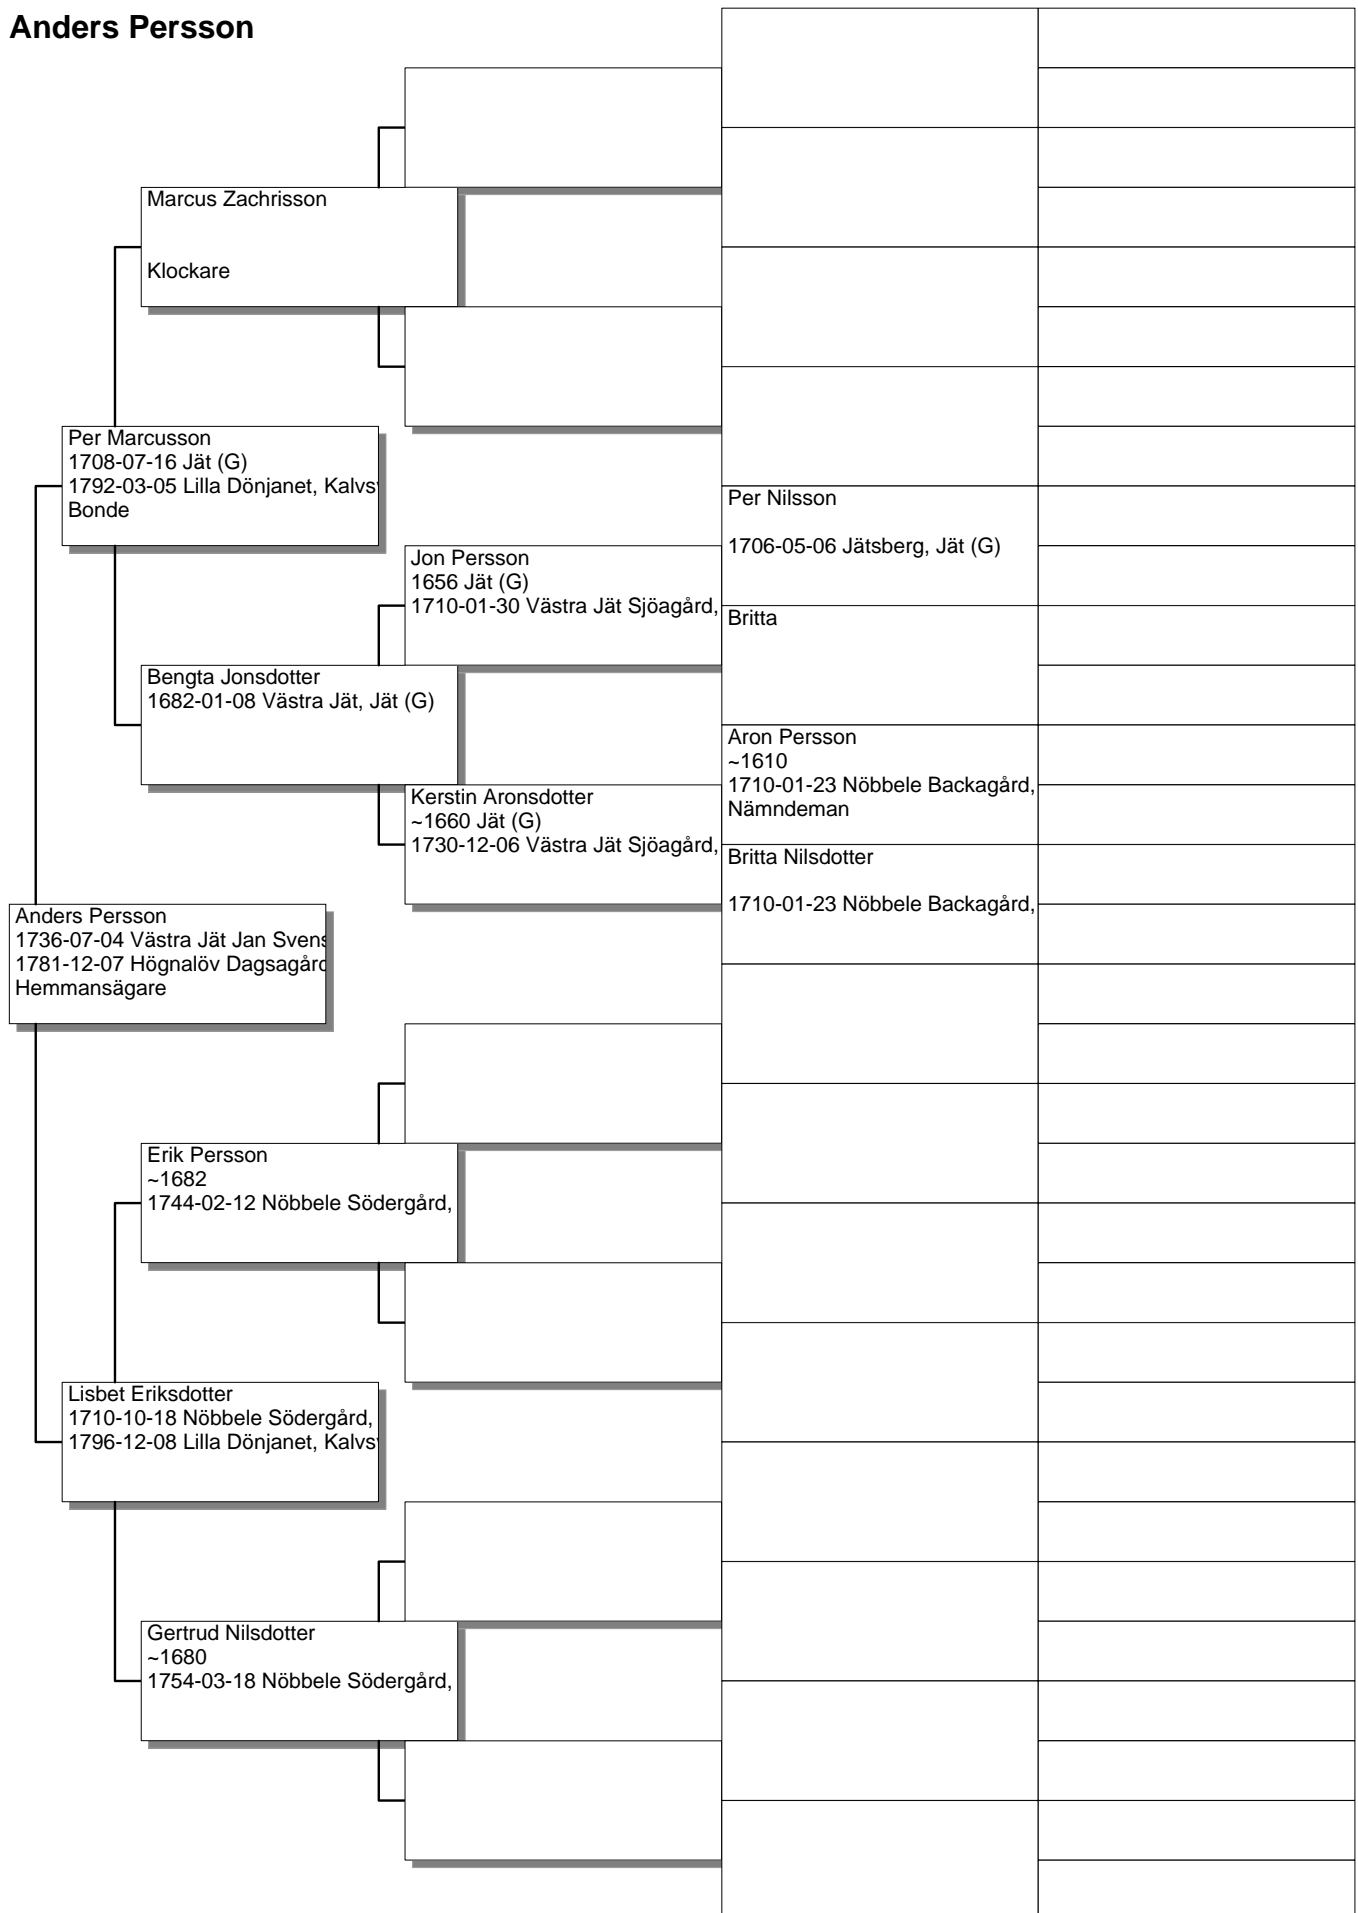 Anders Persson
Marcus Zachrisson
Klockare
Per Marcusson
1708-07-16 Jät (G)
1792-03-05 Lilla Dönjanet, Kalvs
Bonde
Per Nilsson
1706-05-06 Jätsberg, Jät (G)
Jon Persson
1656 Jät (G)
1710-01-30 Västra Jät Sjöagård,
Britta
Bengta Jonsdotter
1682-01-08 Västra Jät, Jät (G)
Aron Persson
~1610
1710-01-23 Nöbbele Backagård,
Nämndeman
Kerstin Aronsdotter
~1660 Jät (G)
1730-12-06 Västra Jät Sjöagård,
Britta Nilsdotter
1710-01-23 Nöbbele Backagård,
Anders Persson
1736-07-04 Västra Jät Jan Svens
1781-12-07 Högnalöv Dagsagård
Hemmansägare
Erik Persson
~1682
1744-02-12 Nöbbele Södergård,
Lisbet Eriksdotter
1710-10-18 Nöbbele Södergård,
1796-12-08 Lilla Dönjanet, Kalvs
Gertrud Nilsdotter
~1680
1754-03-18 Nöbbele Södergård,